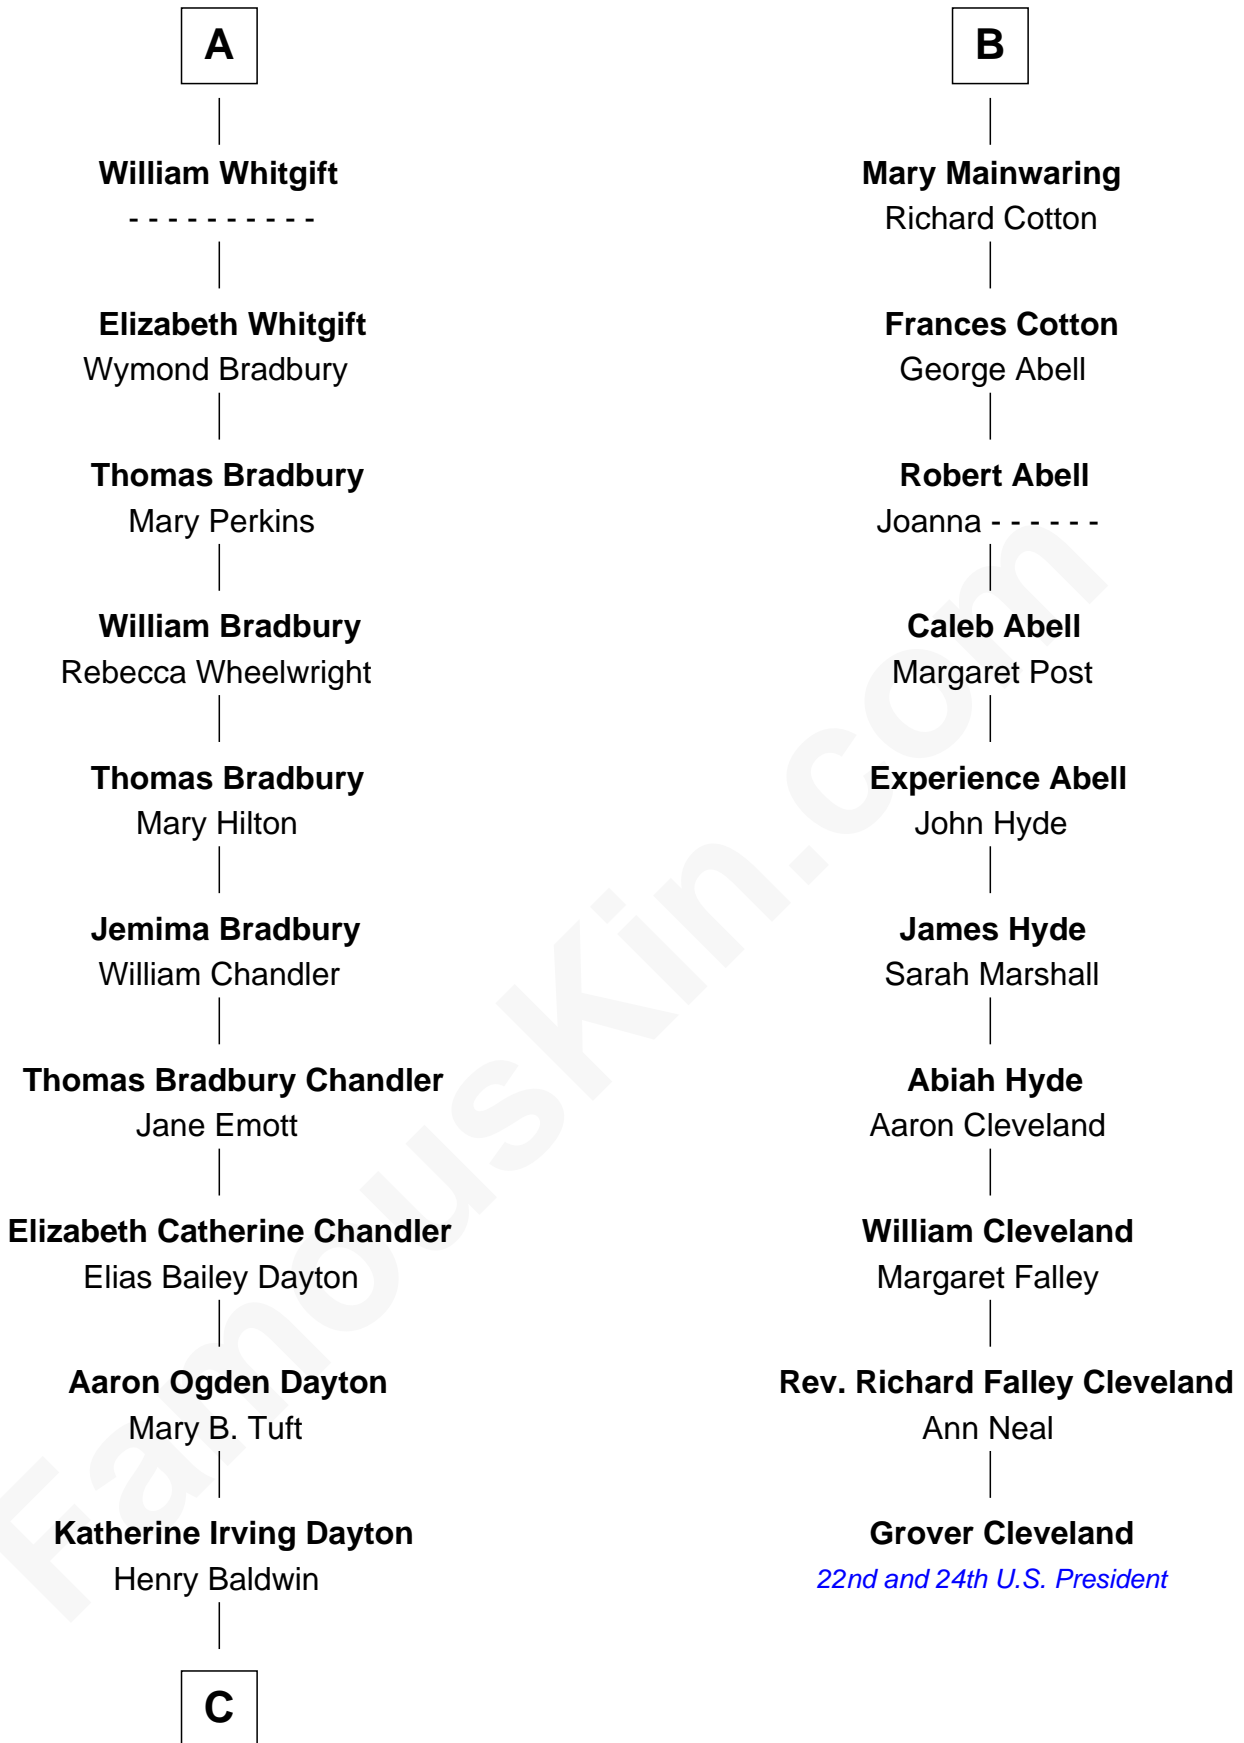 A
William Whitgift
- - - - - - - - - -
Elizabeth Whitgift
Wymond Bradbury
Thomas Bradbury
Mary Perkins
William Bradbury
Rebecca Wheelwright
Thomas Bradbury
Mary Hilton
Jemima Bradbury
William Chandler
Thomas Bradbury Chandler
Jane Emott
Elizabeth Catherine Chandler
Elias Bailey Dayton
Aaron Ogden Dayton
Mary B. Tuft
Katherine Irving Dayton
Henry Baldwin
C
B
Mary Mainwaring
Richard Cotton
Frances Cotton
George Abell
Robert Abell
Joanna - - - - - -
Caleb Abell
Margaret Post
Experience Abell
John Hyde
James Hyde
Sarah Marshall
Abiah Hyde
Aaron Cleveland
William Cleveland
Margaret Falley
Rev. Richard Falley Cleveland
Ann Neal
Grover Cleveland
22nd and 24th U.S. President
FamousKin.com